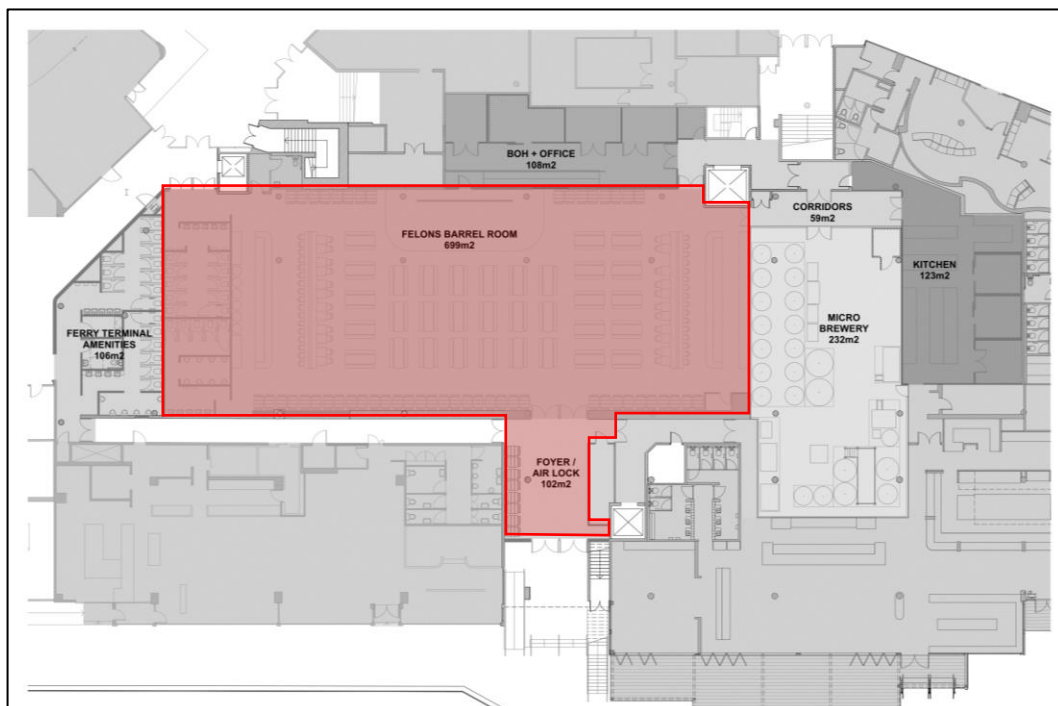 BOH + OFFICE
108m2
CORRIDORS
59m2
FELONS BARREL ROOM
699m2
KITCHEN
123m2
MICRO
BREWERY
232m2
FERRY TERMINAL
AMENITIES
106m2
FOYER /
AIR LOCK
102m2